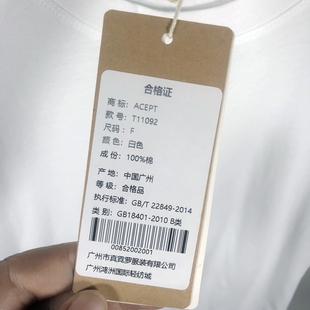 合格证
商 标：ACEPT
款 号：T11092
尺码：F
颜 色：白色
成 份：100%棉
产 地：中国广州
等 级：合格品
执行标准：GB/T 22849-2014
类 别：GB18401-2010 B类
00852002001
广州市真霓罗服装有限公司
广州鸿洲国际轻纺城